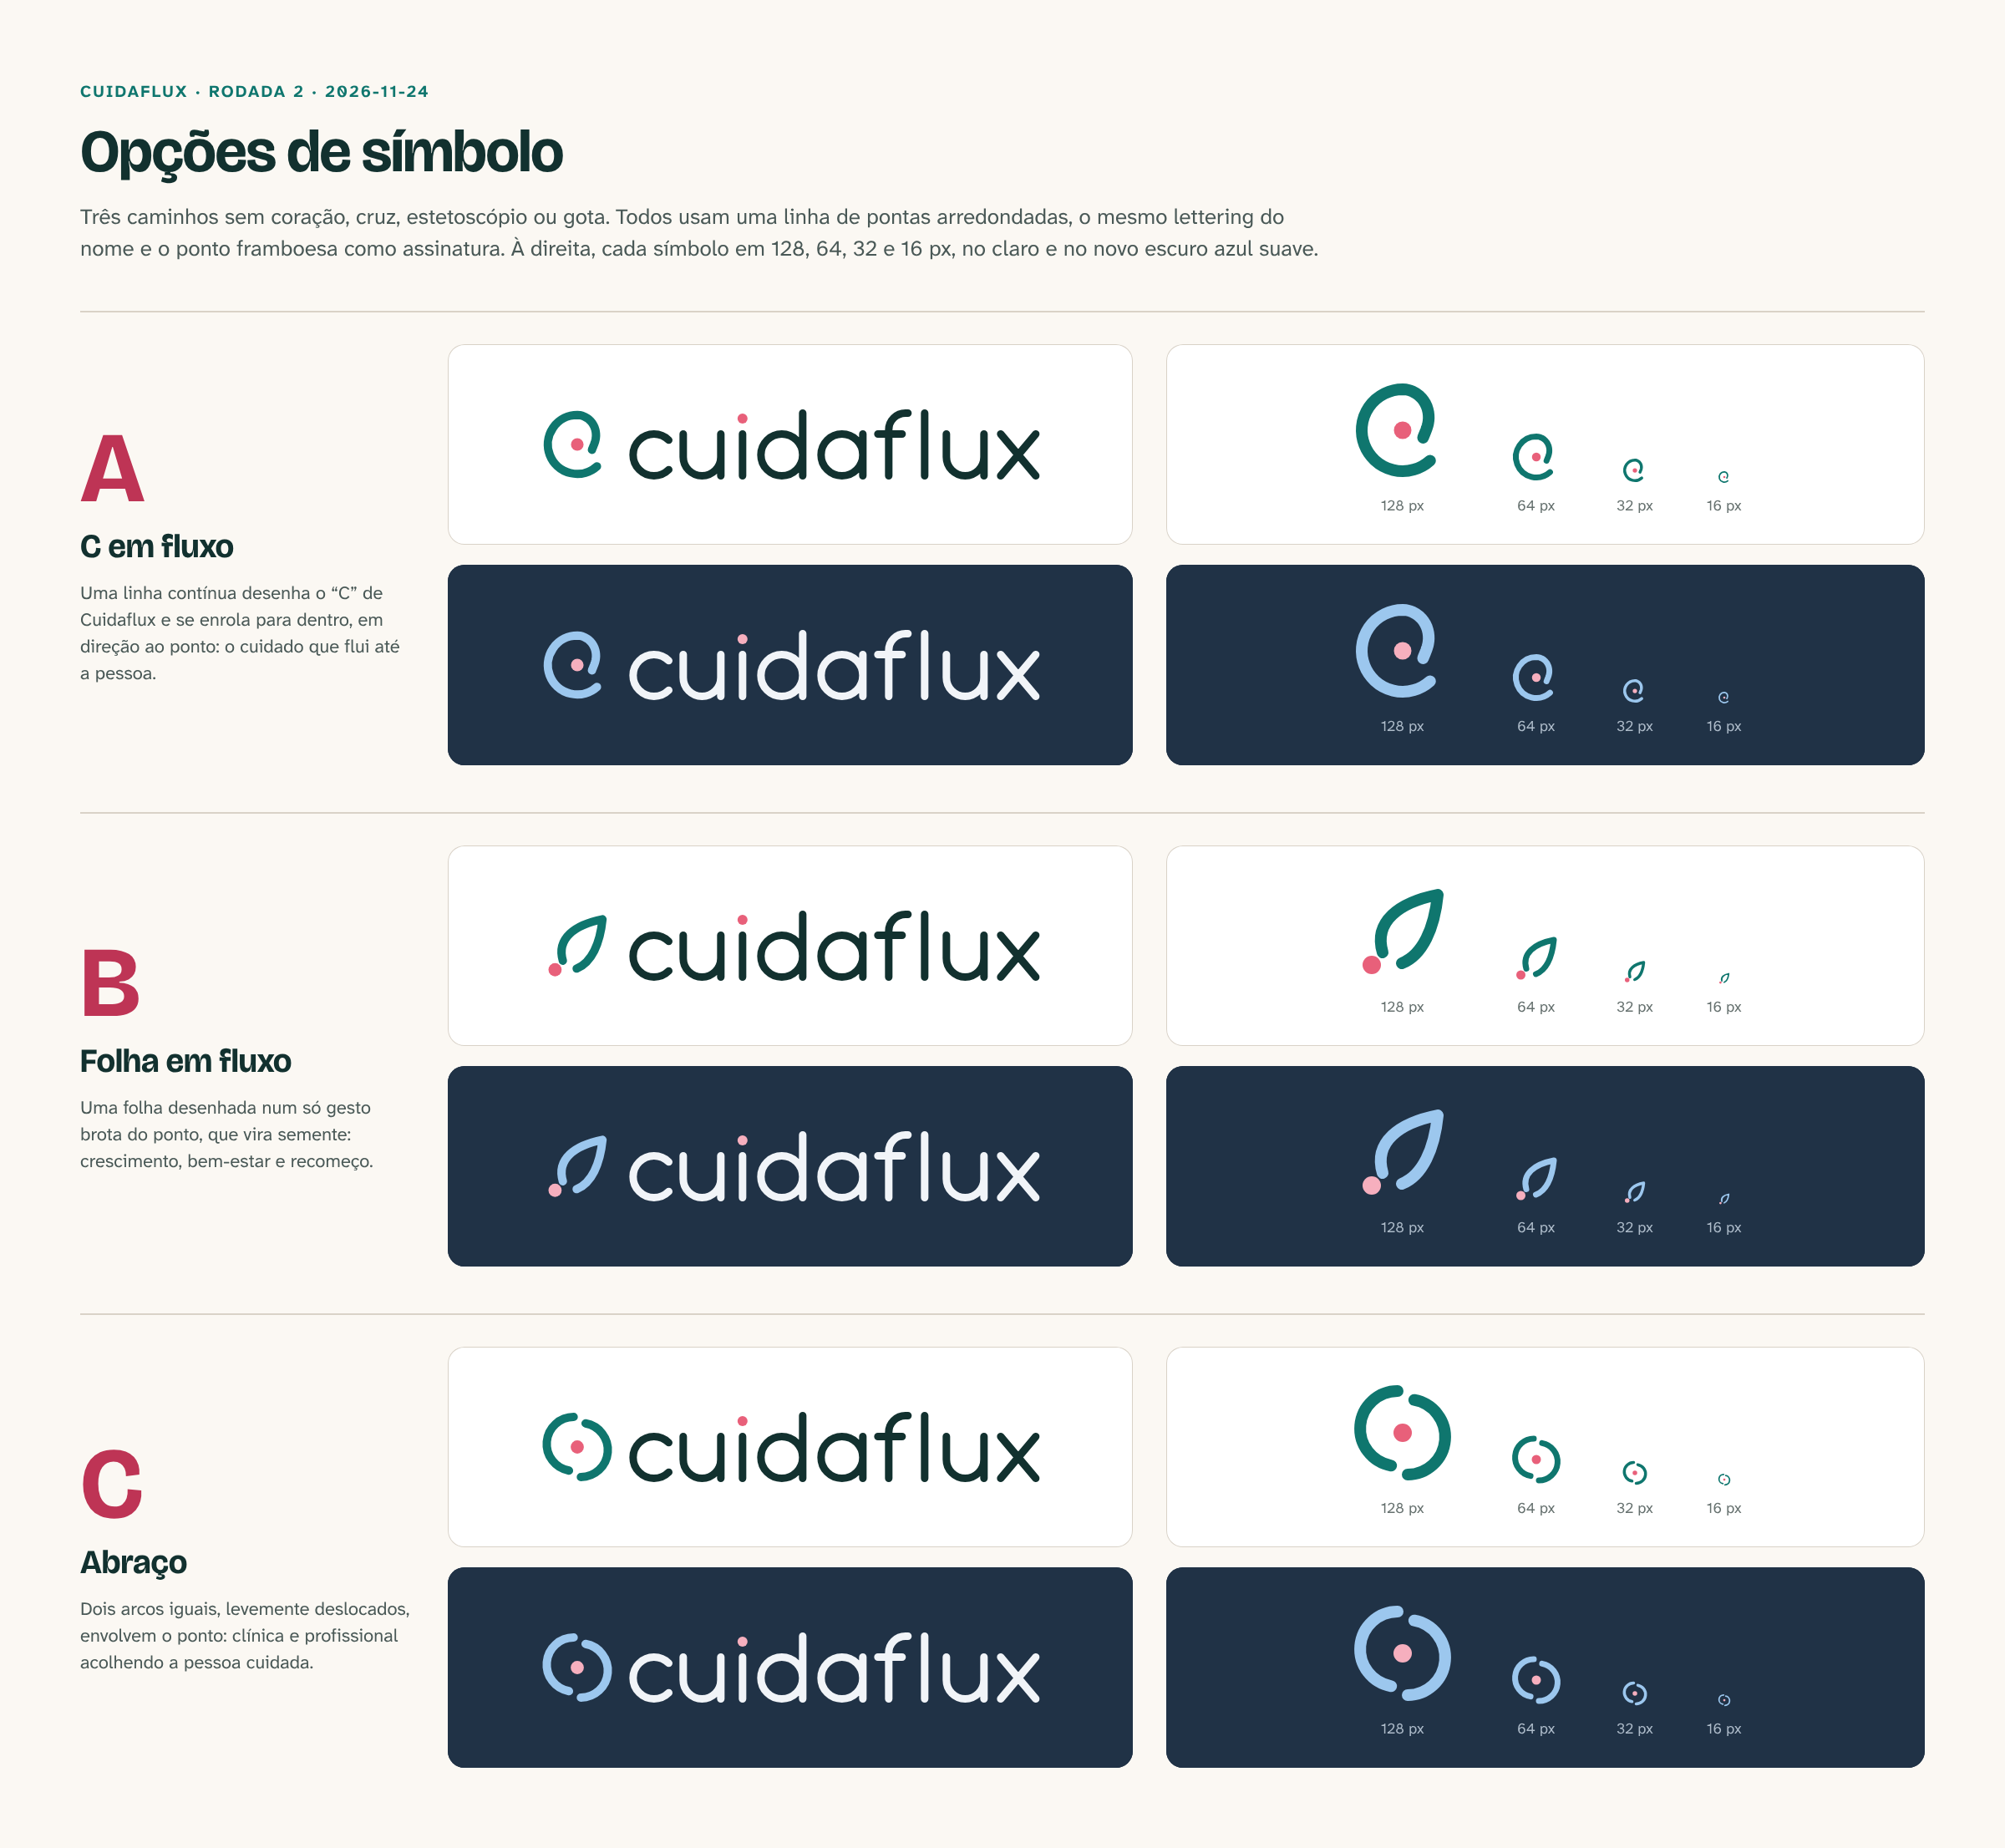 CUIDAFLUX · RODADA 2 · 2026-11-24
Opções de símbolo
Três caminhos sem coração, cruz, estetoscópio ou gota. Todos usam uma linha de pontas arredondadas, o mesmo lettering do
nome e o ponto framboesa como assinatura. À direita, cada símbolo em 128, 64, 32 e 16 px, no claro e no novo escuro azul suave.
A
C em fluxo
Uma linha contínua desenha o “C” de
Cuidaflux e se enrola para dentro, em
direção ao ponto: o cuidado que flui até
a pessoa.
cuidaflux
128 px 64 px 32 px 16 px
cuidaflux
128 px 64 px 32 px 16 px
B
Folha em fluxo
Uma folha desenhada num só gesto
brota do ponto, que vira semente:
crescimento, bem-estar e recomeço.
cuidaflux
128 px 64 px 32 px 16 px
cuidaflux
128 px 64 px 32 px 16 px
C
Abraço
Dois arcos iguais, levemente deslocados,
envolvem o ponto: clínica e profissional
acolhendo a pessoa cuidada.
cuidaflux
128 px 64 px 32 px 16 px
cuidaflux
128 px 64 px 32 px 16 px